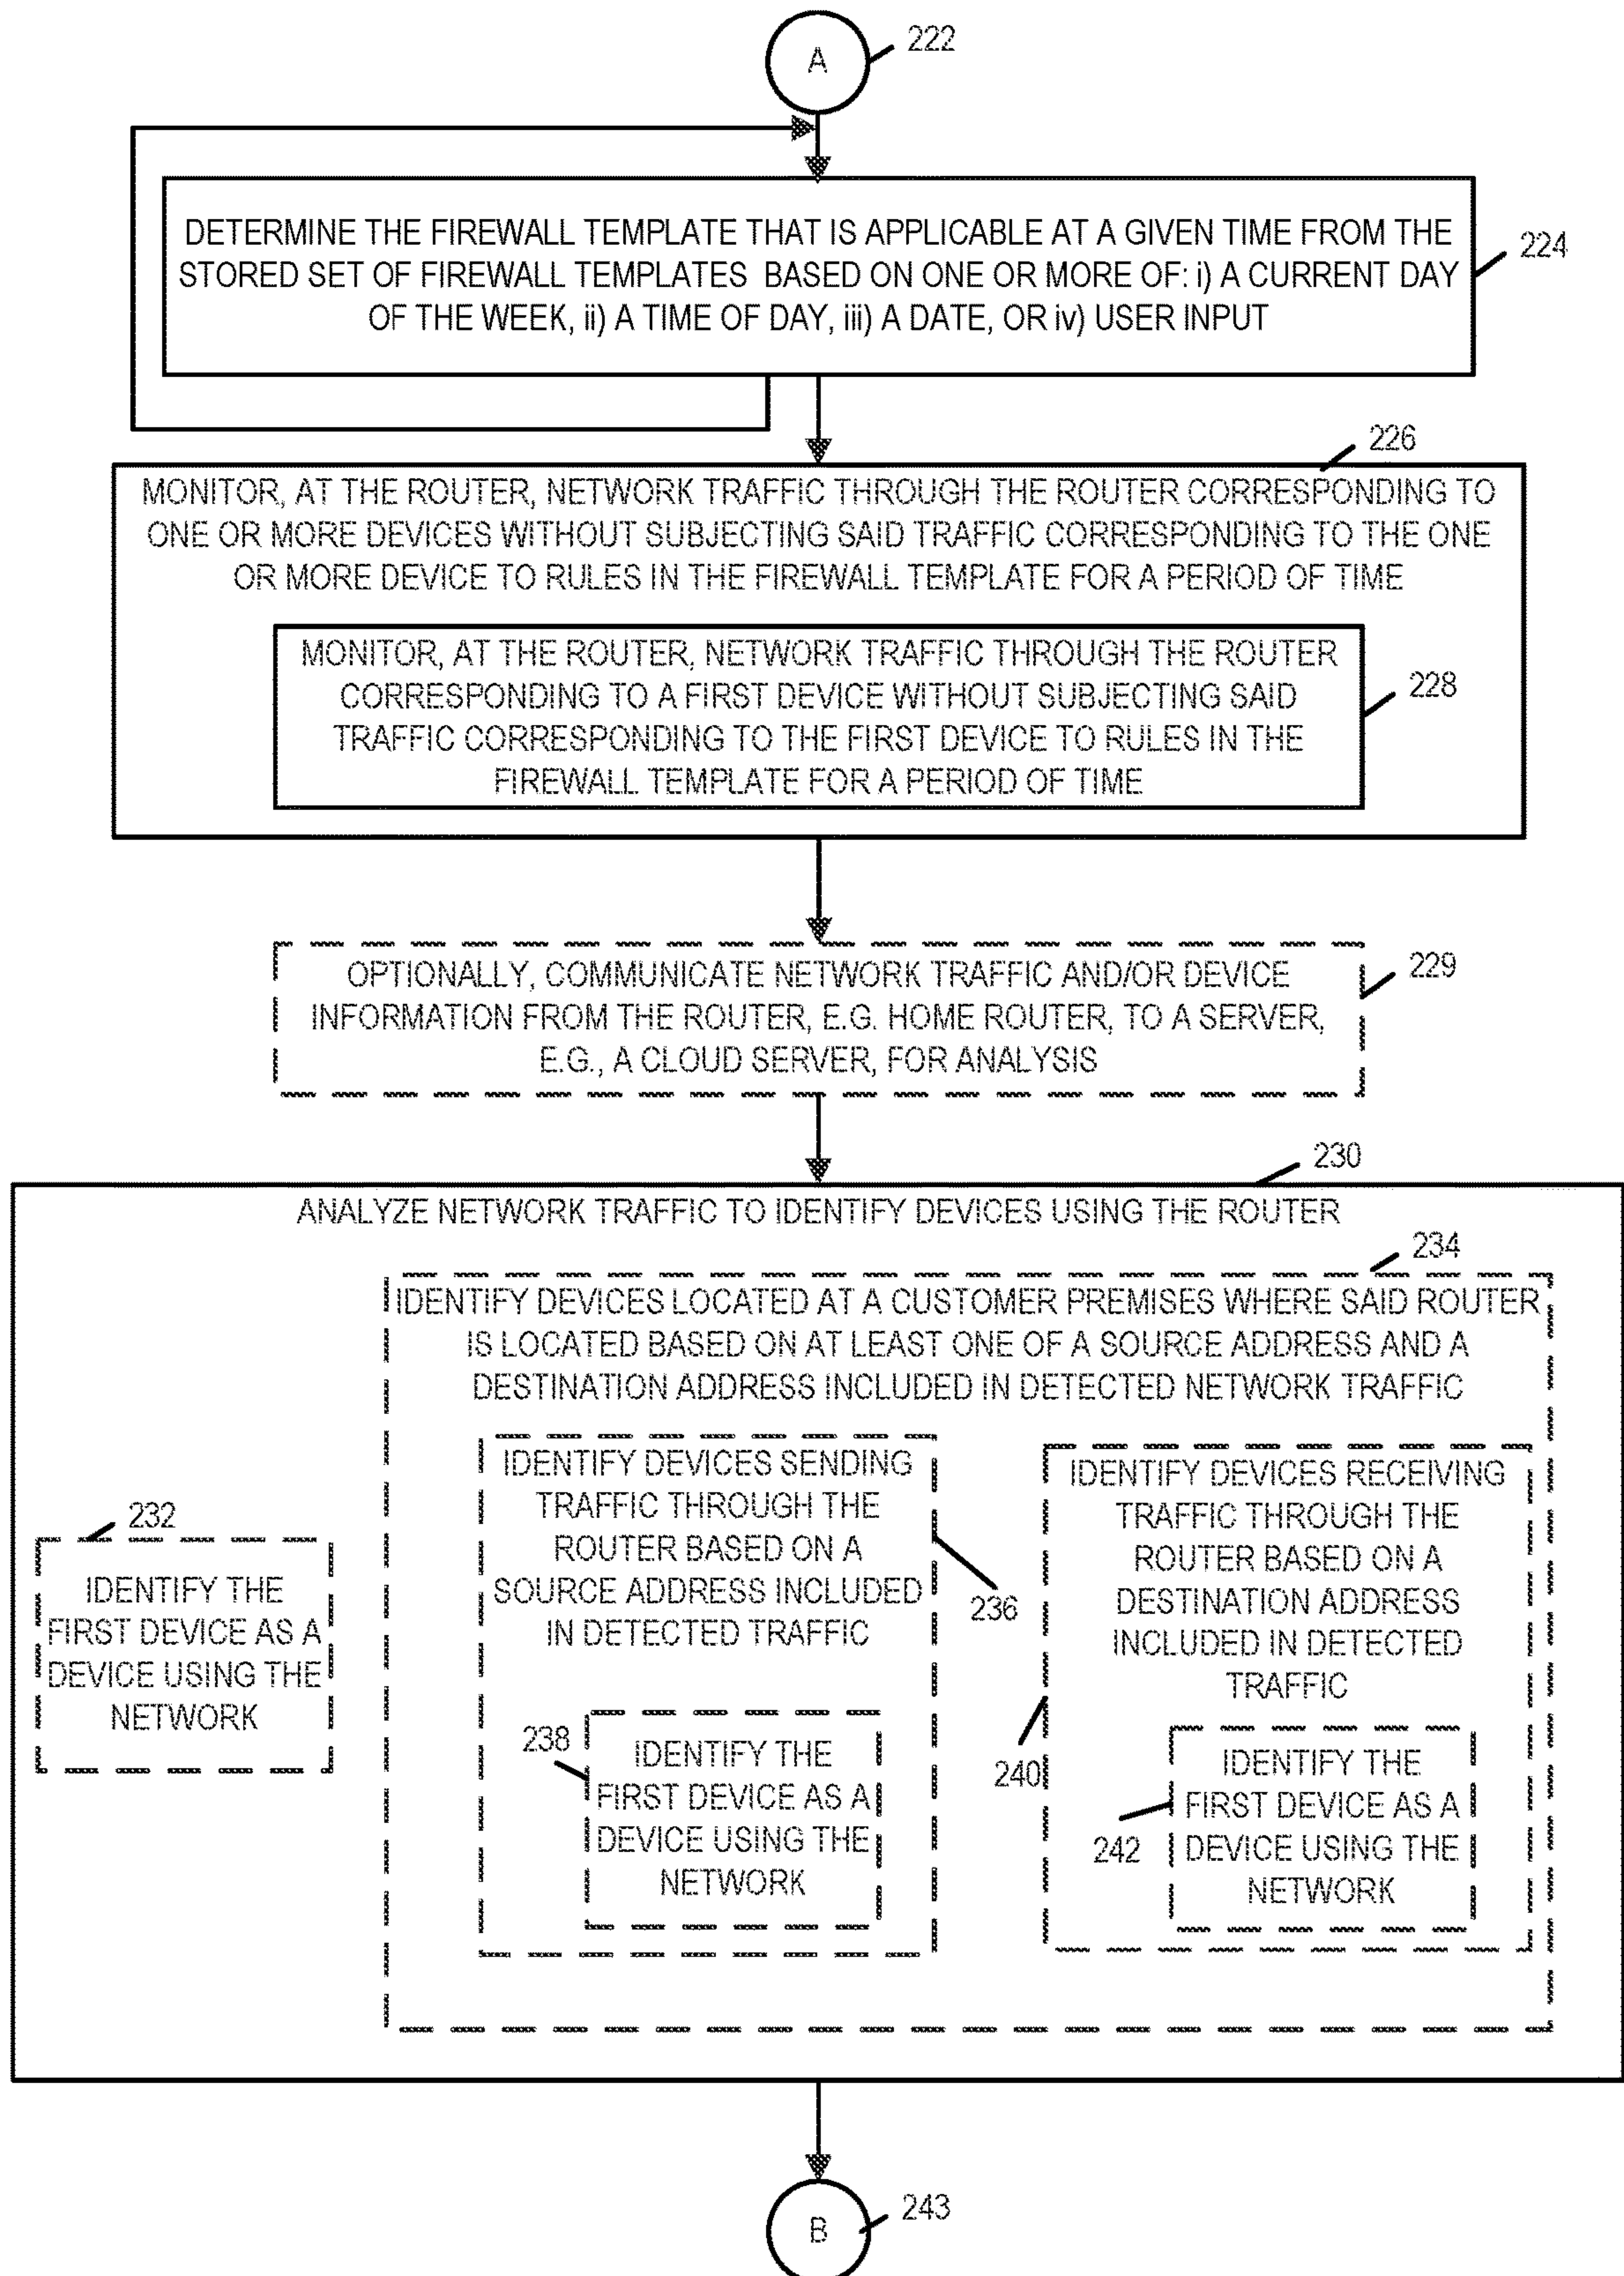 A
222
DETERMINE THE FIREWALL TEMPLATE THAT IS APPLICABLE AT A GIVEN TIME FROM THE
STORED SET OF FIREWALL TEMPLATES BASED ON ONE OR MORE OF: i) A CURRENT DAY
OF THE WEEK, ii) A TIME OF DAY, iii) A DATE, OR iv) USER INPUT
224
226
MONITOR, AT THE ROUTER, NETWORK TRAFFIC THROUGH THE ROUTER CORRESPONDING TO
ONE OR MORE DEVICES WITHOUT SUBJECTING SAID TRAFFIC CORRESPONDING TO THE ONE
OR MORE DEVICE TO RULES IN THE FIREWALL TEMPLATE FOR A PERIOD OF TIME
MONITOR, AT THE ROUTER, NETWORK TRAFFIC THROUGH THE ROUTER
CORRESPONDING TO A FIRST DEVICE WITHOUT SUBJECTING SAID
TRAFFIC CORRESPONDING TO THE FIRST DEVICE TO RULES IN THE
FIREWALL TEMPLATE FOR A PERIOD OF TIME
228
OPTIONALLY, COMMUNICATE NETWORK TRAFFIC AND/OR DEVICE
INFORMATION FROM THE ROUTER, E.G. HOME ROUTER, TO A SERVER,
E.G., A CLOUD SERVER, FOR ANALYSIS
229
230
ANALYZE NETWORK TRAFFIC TO IDENTIFY DEVICES USING THE ROUTER
234
IDENTIFY DEVICES LOCATED AT A CUSTOMER PREMISES WHERE SAID ROUTER
IS LOCATED BASED ON AT LEAST ONE OF A SOURCE ADDRESS AND A
DESTINATION ADDRESS INCLUDED IN DETECTED NETWORK TRAFFIC
232
IDENTIFY THE
FIRST DEVICE AS A
DEVICE USING THE
NETWORK
IDENTIFY DEVICES SENDING
TRAFFIC THROUGH THE
ROUTER BASED ON A
SOURCE ADDRESS INCLUDED
IN DETECTED TRAFFIC
236
238
IDENTIFY THE
FIRST DEVICE AS A
DEVICE USING THE
NETWORK
IDENTIFY DEVICES RECEIVING
TRAFFIC THROUGH THE
ROUTER BASED ON A
DESTINATION ADDRESS
INCLUDED IN DETECTED
TRAFFIC
240
242
IDENTIFY THE
FIRST DEVICE AS A
DEVICE USING THE
NETWORK
B
243